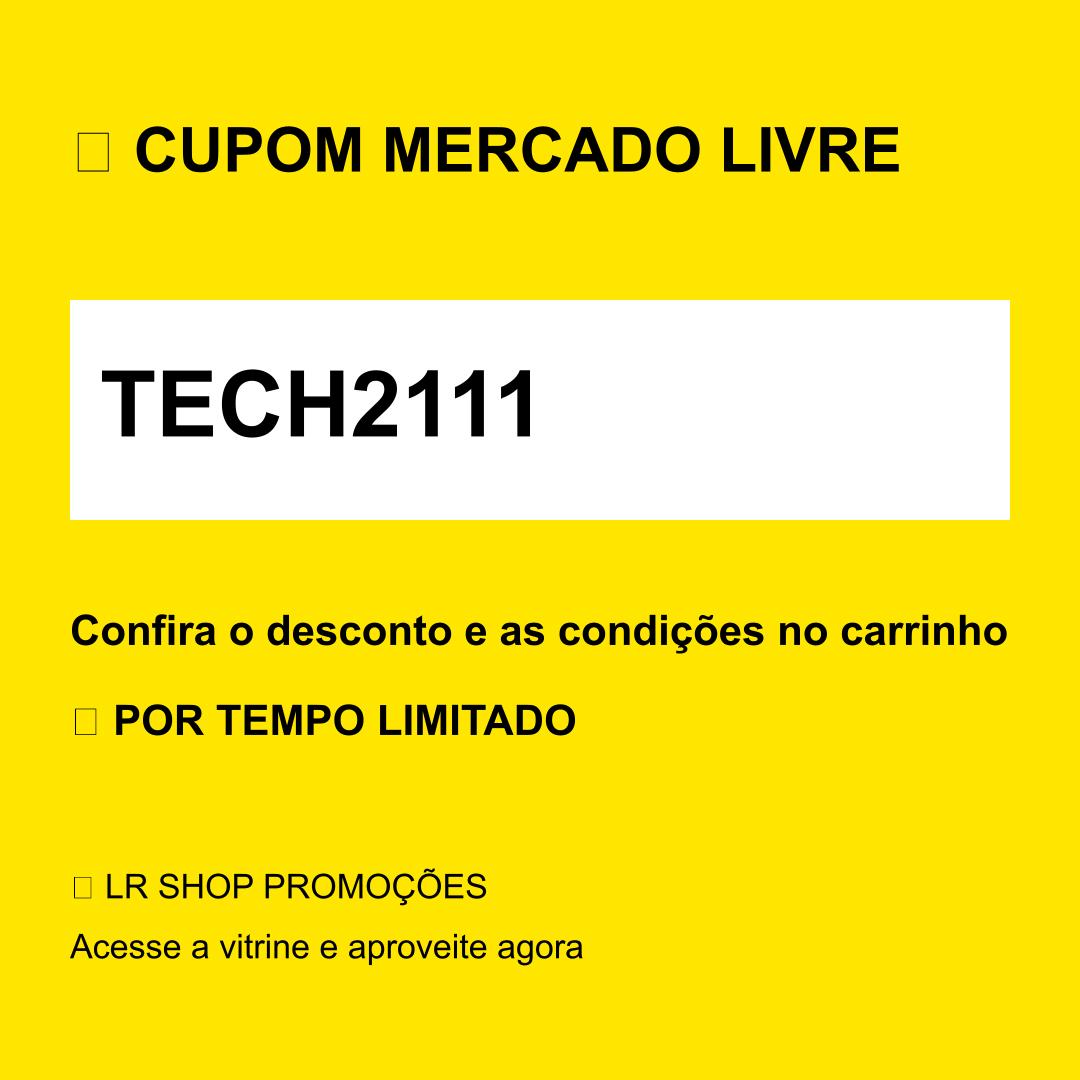 □ CUPOM MERCADO LIVRE
TECH2111
Confira o desconto e as condições no carrinho
□ POR TEMPO LIMITADO
□ LR SHOP PROMOÇÕES
Acesse a vitrine e aproveite agora